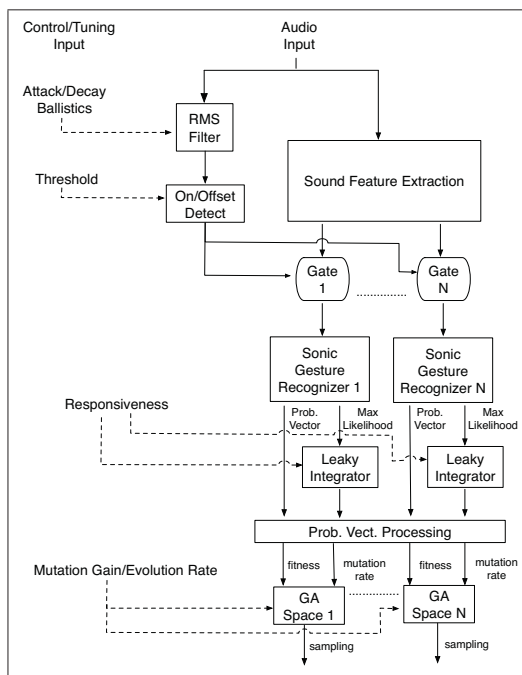 Control/Tuning
Input
Audio
Input
Attack/Decay
Ballistics
RMS
Filter
Threshold
On/Offset
Detect
Sound Feature Extraction
Gate
1
Gate
N
Sonic
Gesture
Recognizer 1
Sonic
Gesture
Recognizer N
Responsiveness
Prob.
Vector
Max
Likelihood
Prob.
Vector
Max
Likelihood
Leaky
Integrator
Leaky
Integrator
Prob. Vect. Processing
fitness
mutation
rate
fitness
mutation
rate
Mutation Gain/Evolution Rate
GA
Space 1
GA
Space N
sampling
sampling